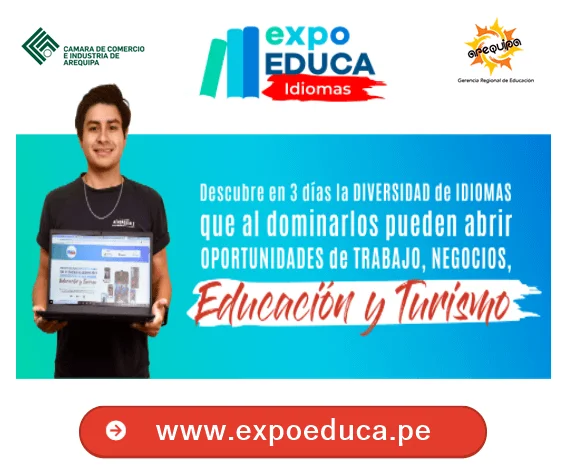 CAMARA DE COMERCIO
E INDUSTRIA DE
AREQUIPA
expo
EDUCA
Idiomas
arequipa
Gerencia Regional de Educación
Descubre en 3 días la DIVERSIDAD de IDIOMAS
que al dominarlos pueden abrir
OPORTUNIDADES de TRABAJO, NEGOCIOS,
Educación y Turismo
www.expoeduca.pe